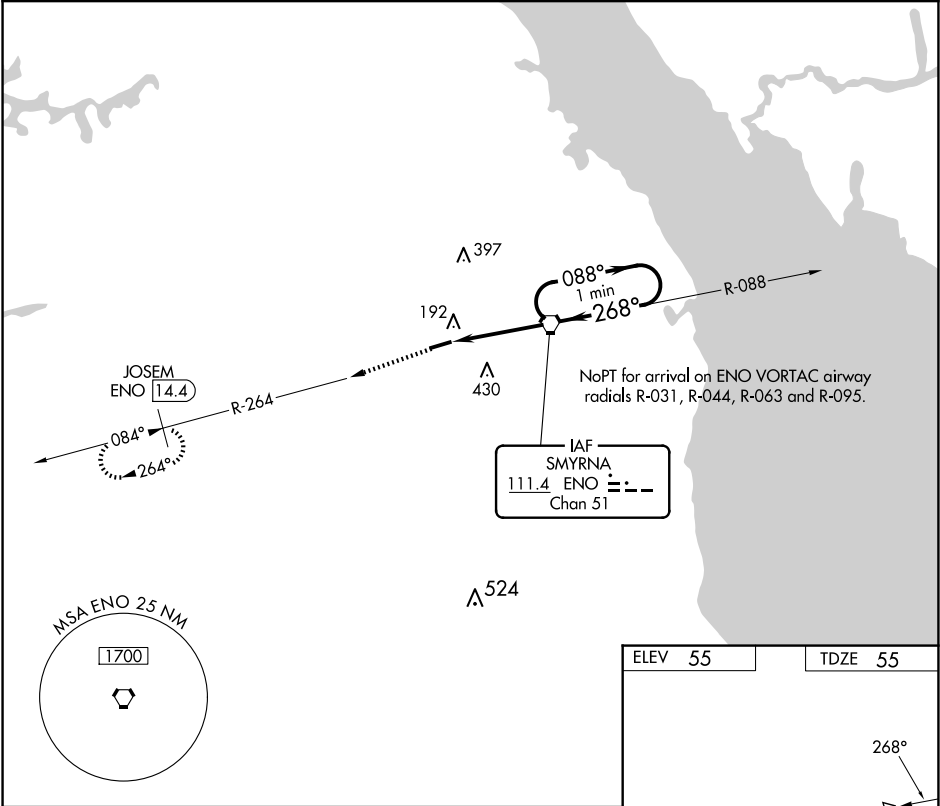 397
088°
1 min
268°
R-088
192
JOSEM
ENO 14.4
430
NoPT for arrival on ENO VORTAC airway
radials R-031, R-044, R-063 and R-095.
R-264
084°
264°
IAF
SMYRNA
111.4 ENO
Chan 51
524
MSA ENO 25 NM
1700
ELEV 55
TDZE 55
268°